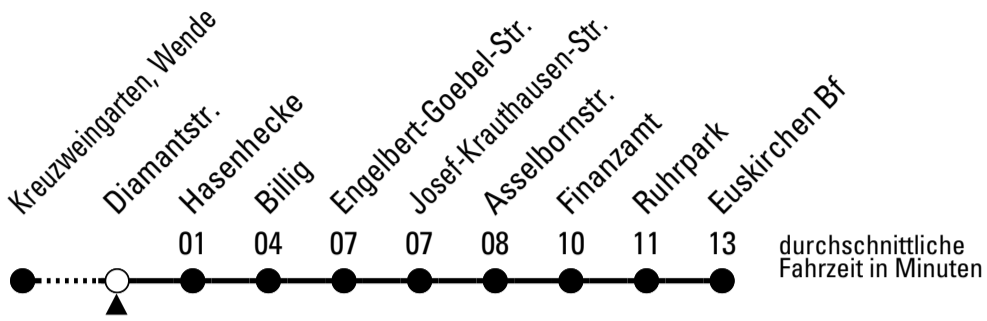 Kreuzweingarten, Wende
Diamantstr.
Hasenhecke
Billig
Engelbert-Goebel-Str.
Josef-Krauthausen-Str.
Asselbornstr.
Finanzamt
Ruhrpark
Euskirchen Bf
01 04 07 07 08 10 11 13
durchschnittliche
Fahrzeit in Minuten